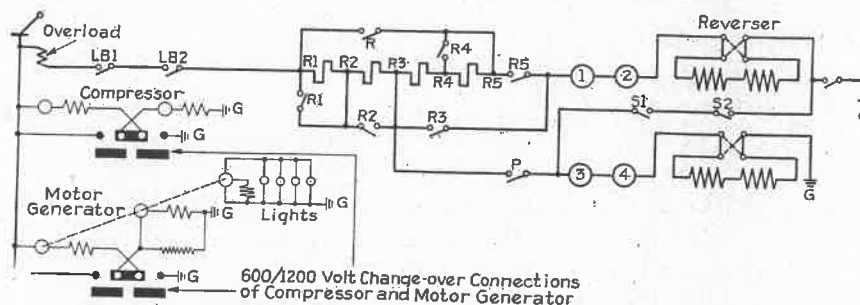 Overload
LB1 LB2
R
R4
R1 R2 R3 R4 R5 R5
R1
R2 R3
1 2
Reverser
S1 S2
P
3 4
G
Compressor
G
G
Motor
Generator
Lights
G
G
G
600/1200 Volt Change-over Connections
of Compressor and Motor Generator